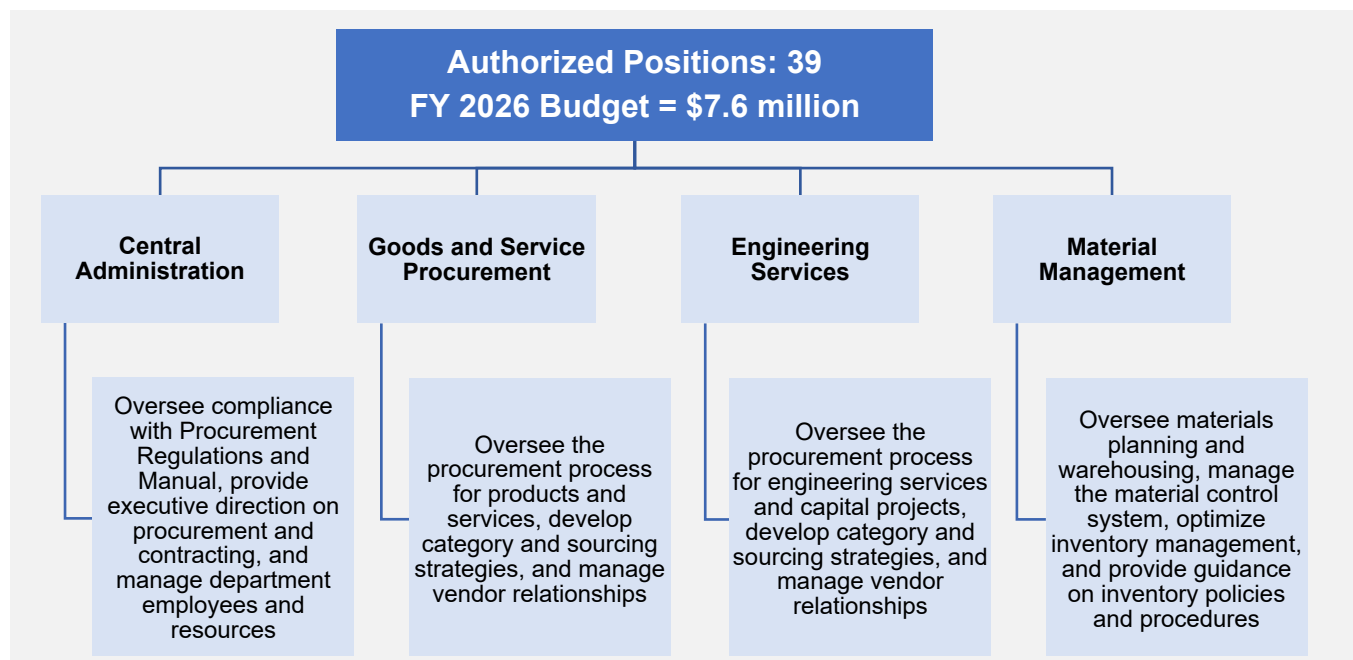 Authorized Positions: 39
FY 2026 Budget = $7.6 million
Central
Administration
Goods and Service
Procurement
Engineering
Services
Material
Management
Oversee compliance
with Procurement
Regulations and
Manual, provide
executive direction on
procurement and
contracting, and
manage department
employees and
resources
Oversee the
procurement process
for products and
services, develop
category and sourcing
strategies, and manage
vendor relationships
Oversee the
procurement process
for engineering services
and capital projects,
develop category and
sourcing strategies, and
manage vendor
relationships
Oversee materials
planning and
warehousing, manage
the material control
system, optimize
inventory management,
and provide guidance
on inventory policies
and procedures